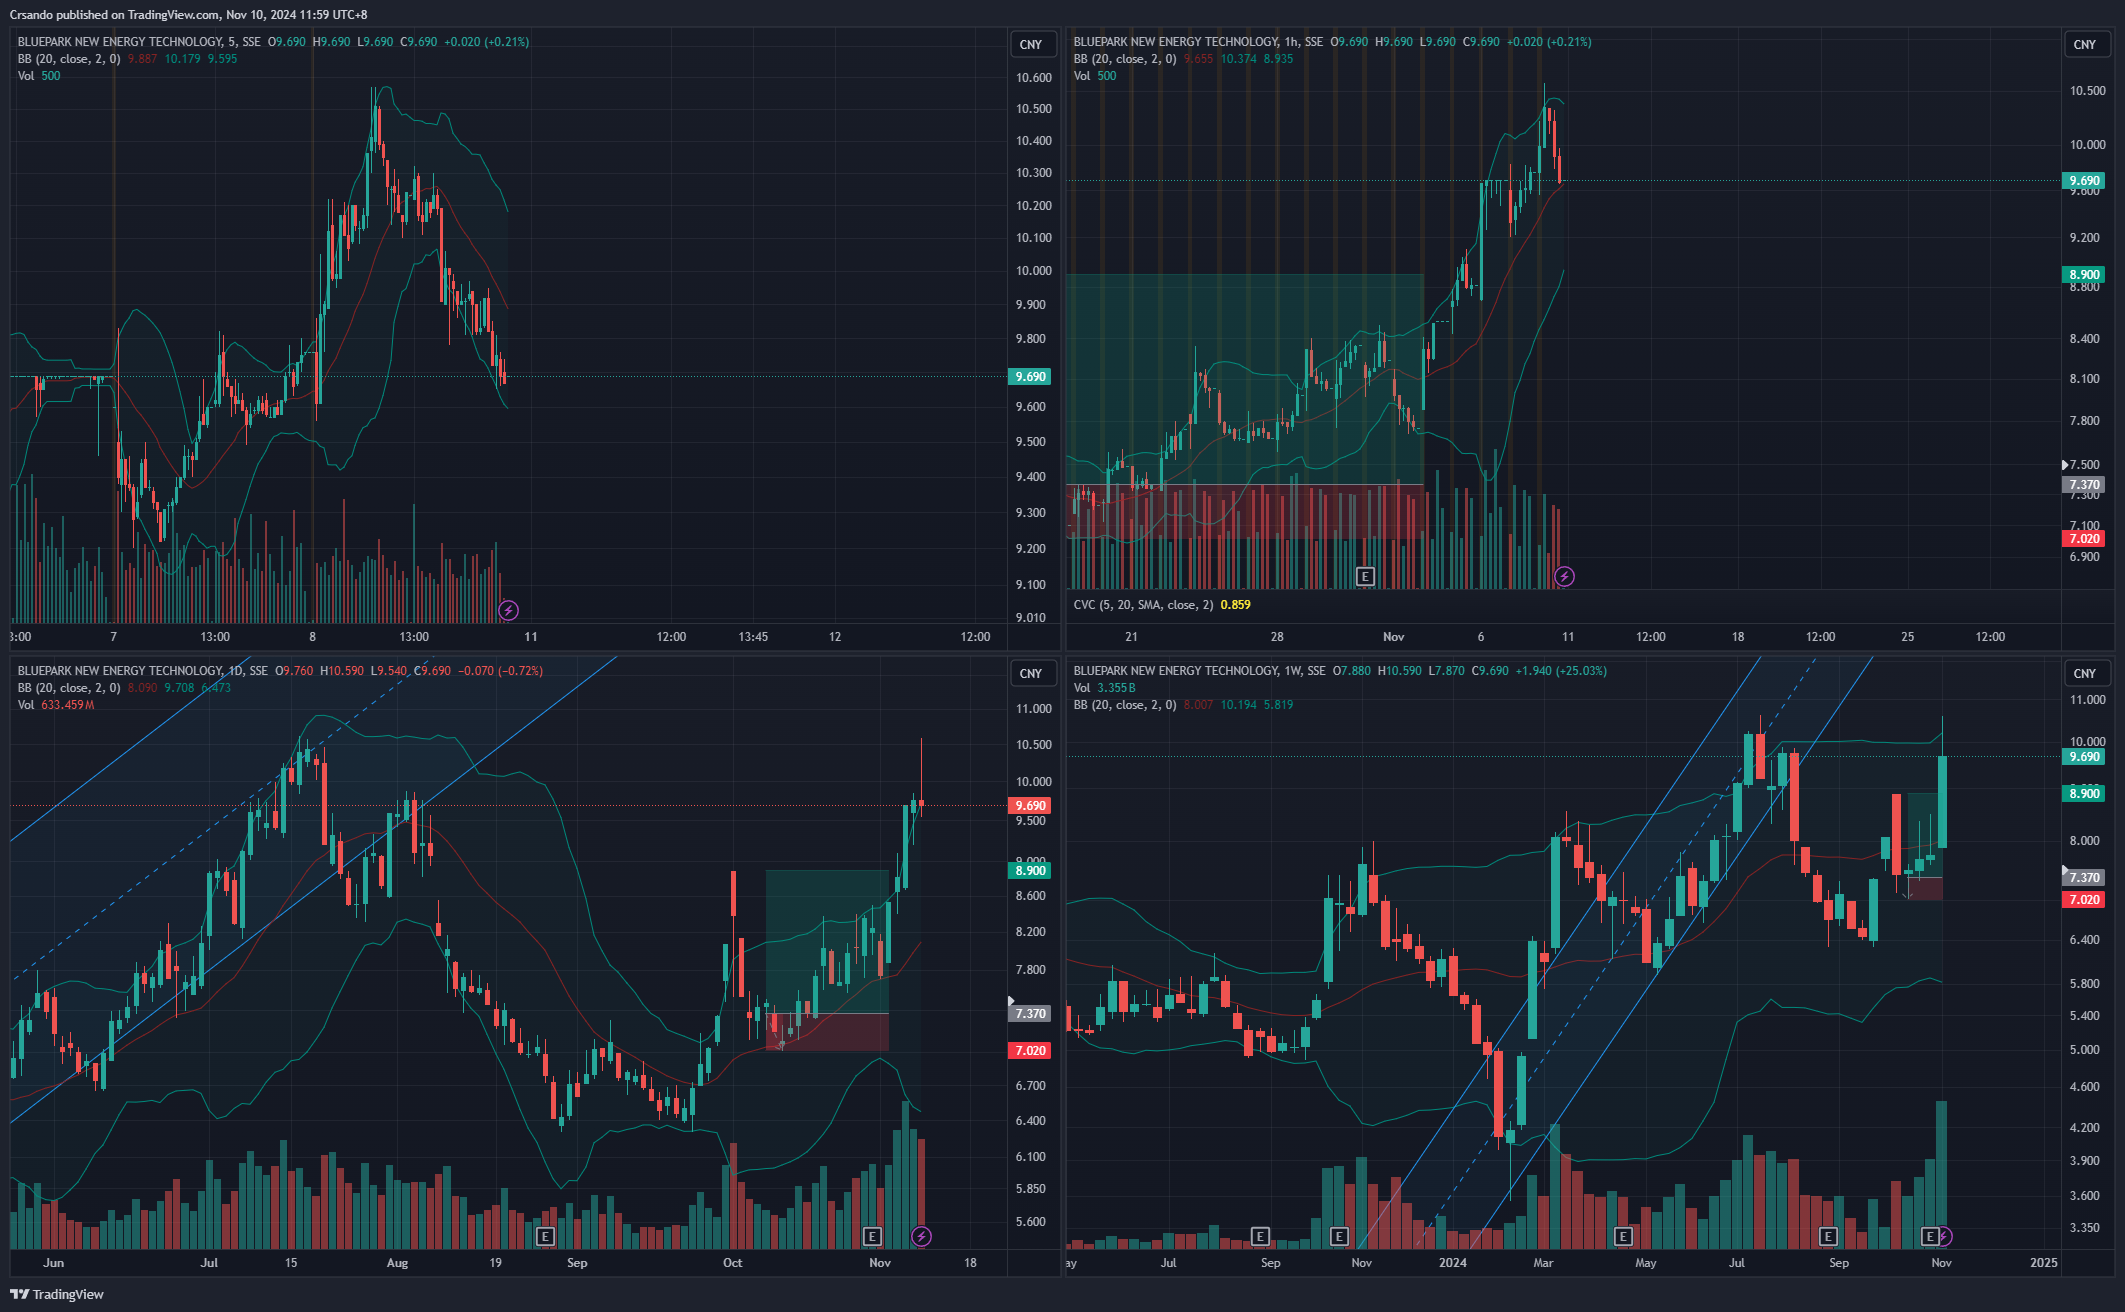 Crsando published on TradingView.com, Nov 10, 2024 11:59 UTC+8
BLUEPARK NEW ENERGY TECHNOLOGY, 5, SSE O9.690 H9.690 L9.690 C9.690 +0.020 (+0.21%)
BB (20, close, 2, 0) 9.887 10.179 9.595
Vol 500
CNY
10.600
10.500
10.400
10.300
10.200
10.100
10.000
9.900
9.800
9.690
9.600
9.500
9.400
9.300
9.200
9.100
9.010
3:00 7 13:00 8 13:00 11 12:00 13:45 12 12:00
BLUEPARK NEW ENERGY TECHNOLOGY, 1h, SSE O9.690 H9.690 L9.690 C9.690 +0.020 (+0.21%)
BB (20, close, 2, 0) 9.655 10.374 8.935
Vol 500
CNY
10.500
10.000
9.690
9.600
9.200
8.900
8.800
8.400
8.100
7.800
7.500
7.370
7.300
7.100
7.020
6.900
E
CVC (5, 20, SMA, close, 2) 0.859
21 28 Nov 6 11 12:00 18 12:00 25 12:00
BLUEPARK NEW ENERGY TECHNOLOGY, 1D, SSE O9.760 H10.590 L9.540 C9.690 −0.070 (−0.72%)
BB (20, close, 2, 0) 8.090 9.708 6.473
Vol 633.459M
CNY
11.000
10.500
10.000
9.690
9.500
9.000
8.900
8.600
8.200
7.800
7.370
7.020
6.700
6.400
6.100
5.850
5.600
E E
Jun Jul 15 Aug 19 Sep Oct Nov 18
BLUEPARK NEW ENERGY TECHNOLOGY, 1W, SSE O7.880 H10.590 L7.870 C9.690 +1.940 (+25.03%)
Vol 3.355B
BB (20, close, 2, 0) 8.007 10.194 5.819
CNY
11.000
10.000
9.690
8.900
8.000
7.370
7.020
6.400
5.800
5.400
5.000
4.600
4.200
3.900
3.600
3.350
E E E E E
ay Jul Sep Nov 2024 Mar May Jul Sep Nov 2025
TradingView